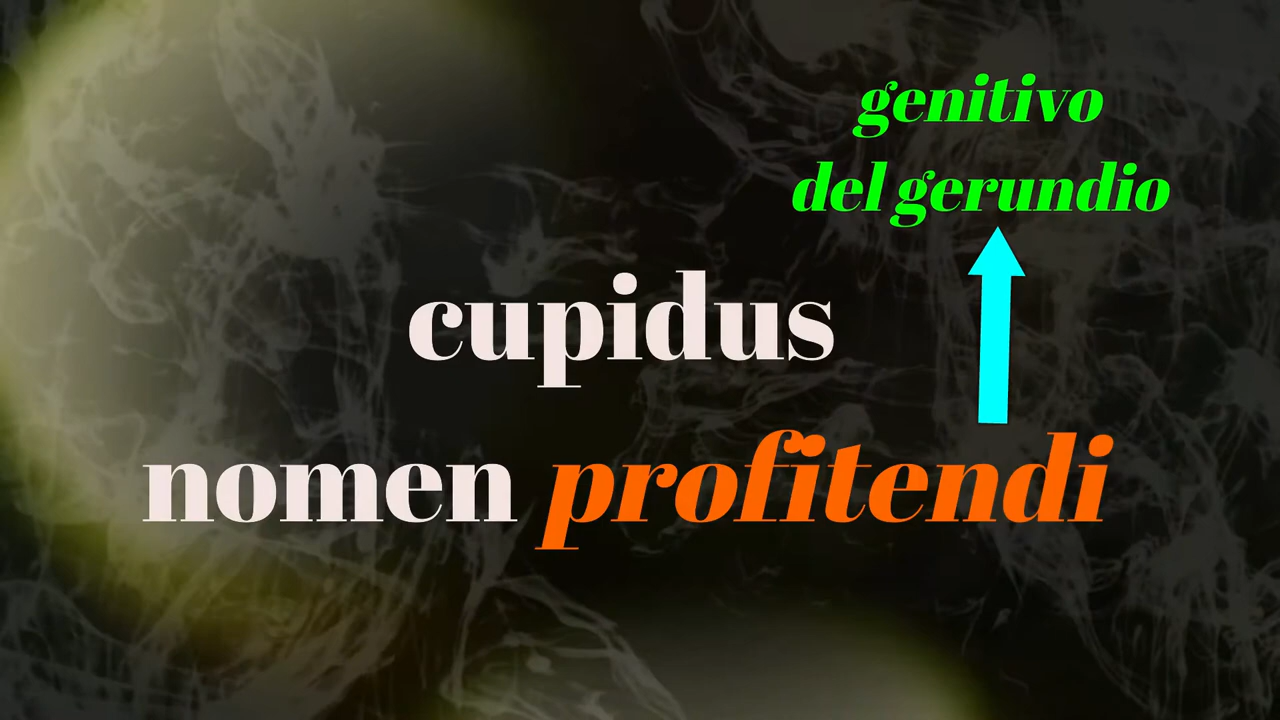 genitivo
del gerundio
cupidus
nomen profitendi